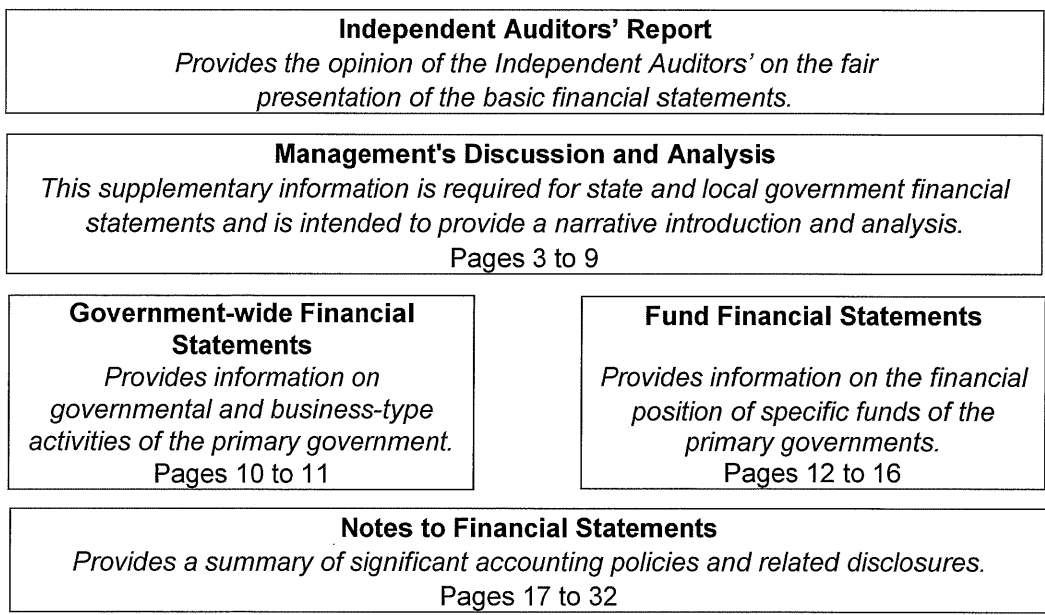 Independent Auditors' Report
Provides the opinion of the Independent Auditors' on the fair
presentation of the basic financial statements.
Management's Discussion and Analysis
This supplementary information is required for state and local government financial
statements and is intended to provide a narrative introduction and analysis.
Pages 3 to 9
Government-wide Financial
Statements
Provides information on
governmental and business-type
activities of the primary government.
Pages 10 to 11
Fund Financial Statements
Provides information on the financial
position of specific funds of the
primary governments.
Pages 12 to 16
Notes to Financial Statements
Provides a summary of significant accounting policies and related disclosures.
Pages 17 to 32